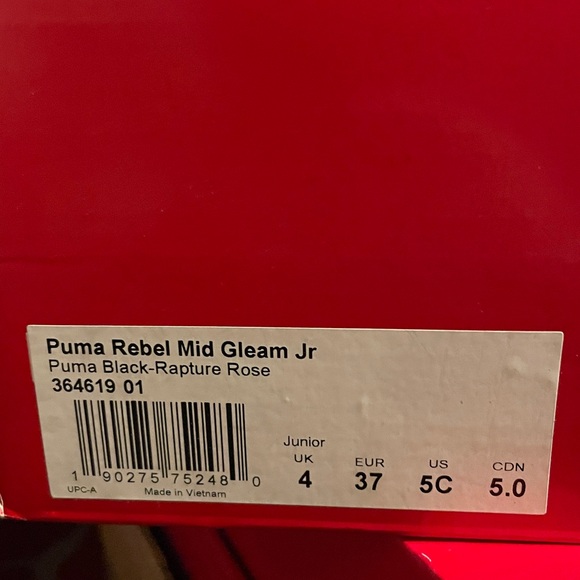 Puma Rebel Mid Gleam Jr
Puma Black-Rapture Rose
364619 01
1 90275 75248 0
UPC-A Made in Vietnam
Junior
UK EUR US CDN
4 37 5C 5.0